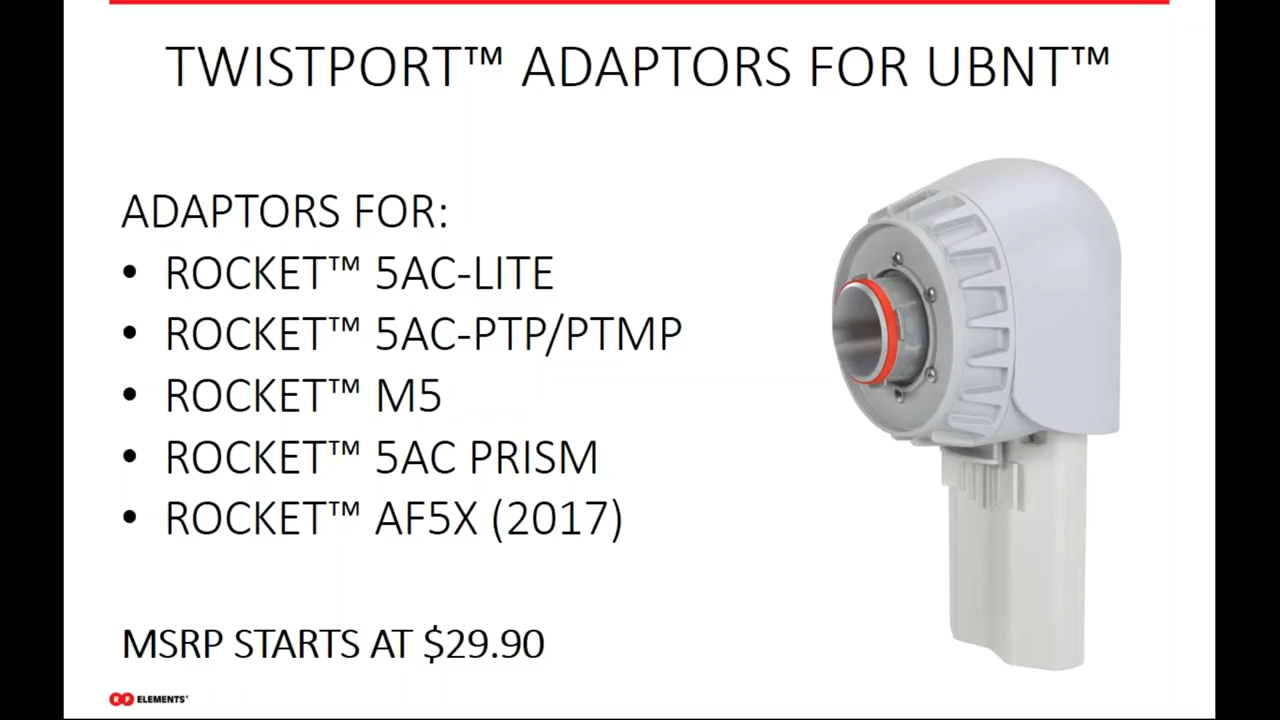 TWISTPORT™ ADAPTORS FOR UBNT™
ADAPTORS FOR:
• ROCKET™ 5AC-LITE
• ROCKET™ 5AC-PTP/PTMP
• ROCKET™ M5
• ROCKET™ 5AC PRISM
• ROCKET™ AF5X (2017)
MSRP STARTS AT $29.90
RF ELEMENTS®